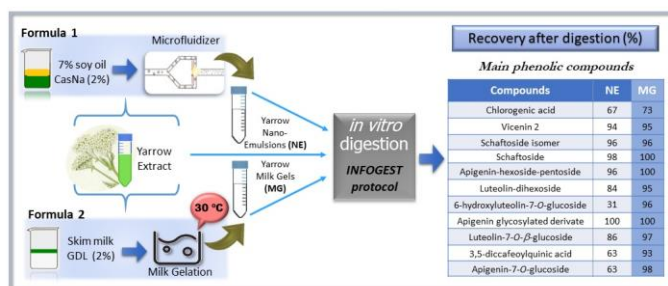 Formula 1
7% soy oil
CasNa (2%)
Microfluidizer
Yarrow
Extract
Yarrow
Nano-
Emulsions (NE)
Yarrow
Milk Gels
(MG)
Formula 2
Skim milk
GDL (2%)
30 °C
Milk Gelation
in vitro
digestion
INFOGEST
protocol
Recovery after digestion (%)
Main phenolic compounds
Compounds NE MG
Chlorogenic acid 67 73
Vicenin 2 94 95
Schaftoside isomer 96 96
Schaftoside 98 100
Apigenin-hexoside-pentoside 96 100
Luteolin-dihexoside 84 95
6-hydroxyluteolin-7-O-glucoside 31 96
Apigenin glycosylated derivate 100 100
Luteolin-7-O-β-glucoside 86 97
3,5-diccafeoylquinic acid 63 93
Apigenin-7-O-glucoside 63 98